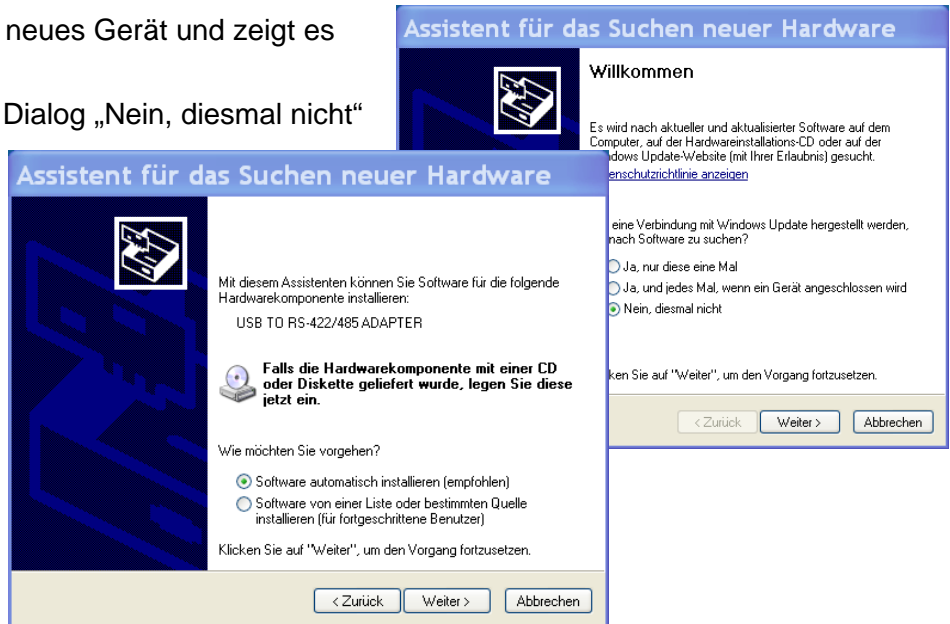 neues Gerät und zeigt es
Dialog „Nein, diesmal nicht“
Assistent für das Suchen neuer Hardware
Willkommen
Es wird nach aktueller und aktualisierter Software auf dem
Computer, auf der Hardwareinstallations-CD oder auf der
Update-Website (mit Ihrer Erlaubnis) gesucht.
anzeigen
eine Verbindung mit Windows Update hergestellt werden,
nach Software zu suchen?
Ja, nur diese eine Mal
Ja, und jedes Mal, wenn ein Gerät angeschlossen wird
Nein, diesmal nicht
Sie auf "Weiter", um den Vorgang fortzusetzen.
< Zurück
Weiter >
Abbrechen
Assistent für das Suchen neuer Hardware
Mit diesem Assistenten können Sie Software für die folgende
Hardwarekomponente installieren:
USB TO RS-422/485 ADAPTER
Falls die Hardwarekomponente mit einer CD
oder Diskette geliefert wurde, legen Sie diese
jetzt ein.
Wie möchten Sie vorgehen?
Software automatisch installieren (empfohlen)
Software von einer Liste oder bestimmten Quelle
installieren (für fortgeschrittene Benutzer)
Klicken Sie auf "Weiter", um den Vorgang fortzusetzen.
< Zurück
Weiter >
Abbrechen